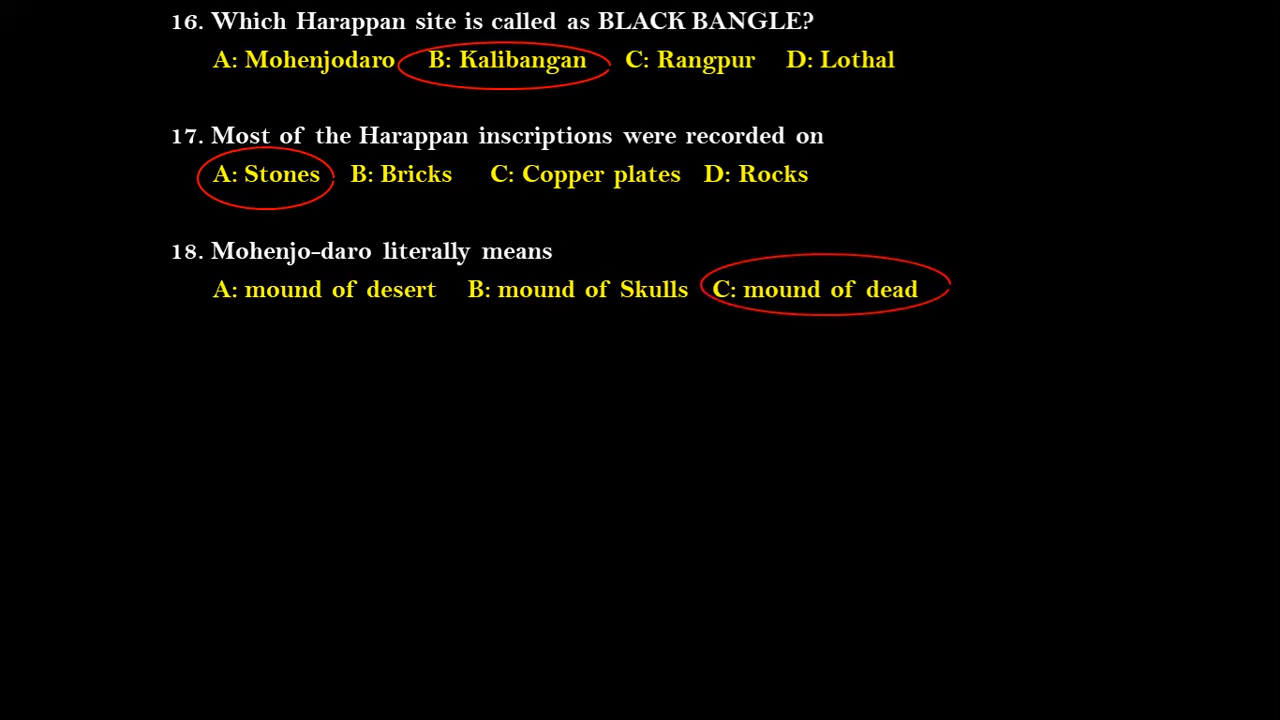 16. Which Harappan site is called as BLACK BANGLE?
A: Mohenjodaro B: Kalibangan C: Rangpur D: Lothal
17. Most of the Harappan inscriptions were recorded on
A: Stones B: Bricks C: Copper plates D: Rocks
18. Mohenjo-daro literally means
A: mound of desert B: mound of Skulls C: mound of dead